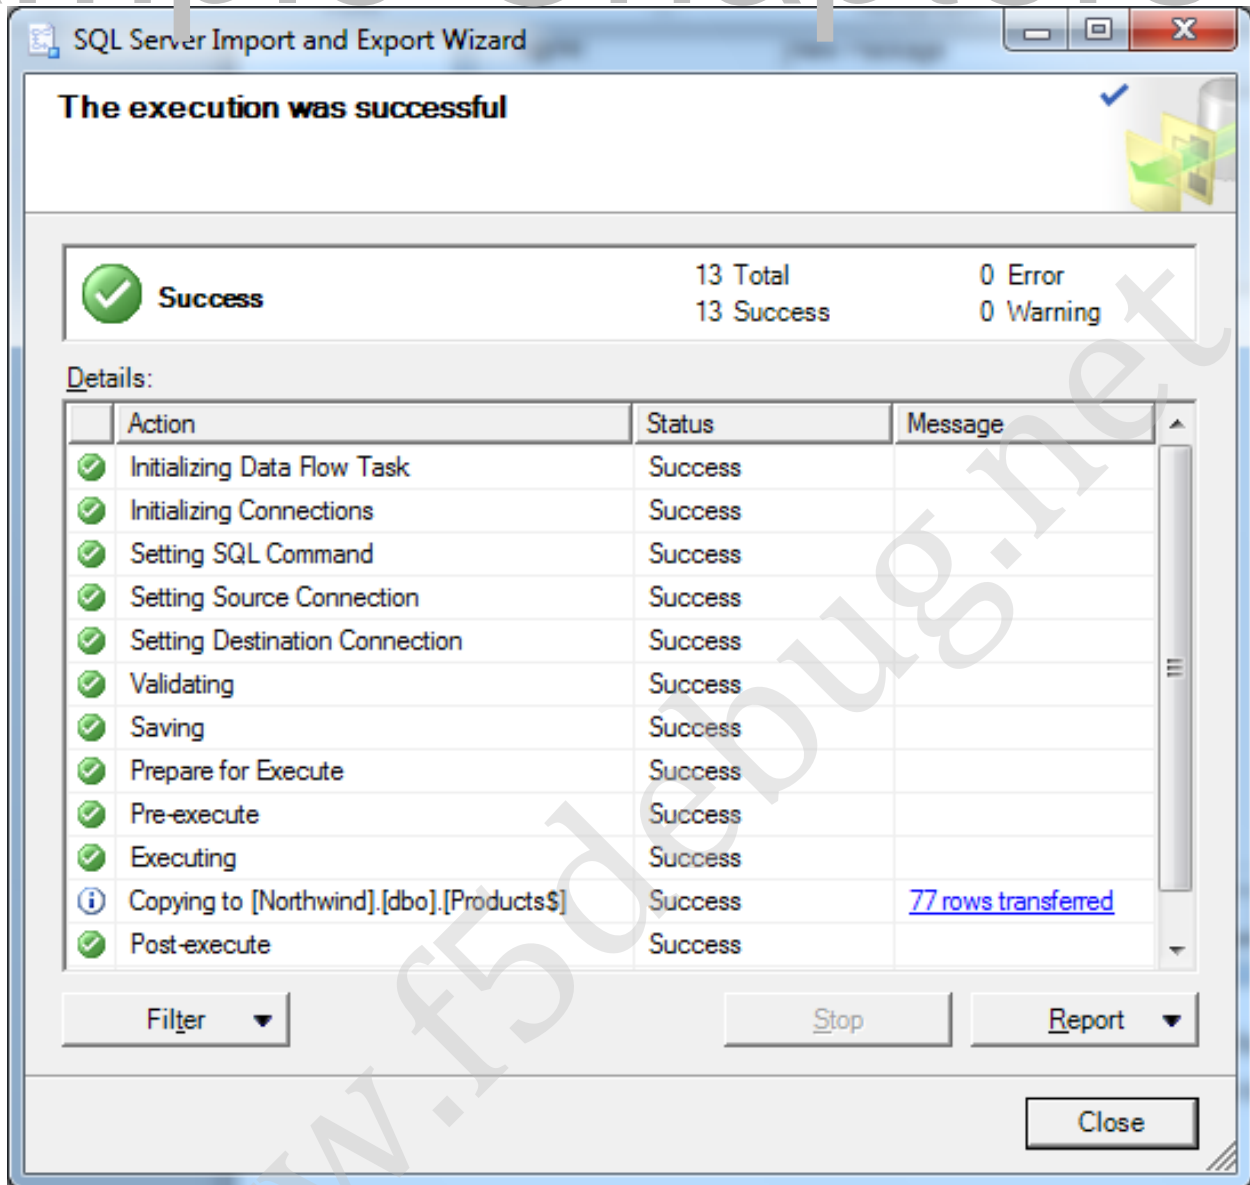 SQL Server Import and Export Wizard
The execution was successful
Success
13 Total
0 Error
13 Success
0 Warning
Details:
Action Status Message
Initializing Data Flow Task Success
Initializing Connections Success
Setting SQL Command Success
Setting Source Connection Success
Setting Destination Connection Success
Validating Success
Saving Success
Prepare for Execute Success
Pre-execute Success
Executing Success
Copying to [Northwind].[dbo].[Products$] Success 77 rows transferred
Post-execute Success
Filter Stop Report
Close
w.f5debug.net